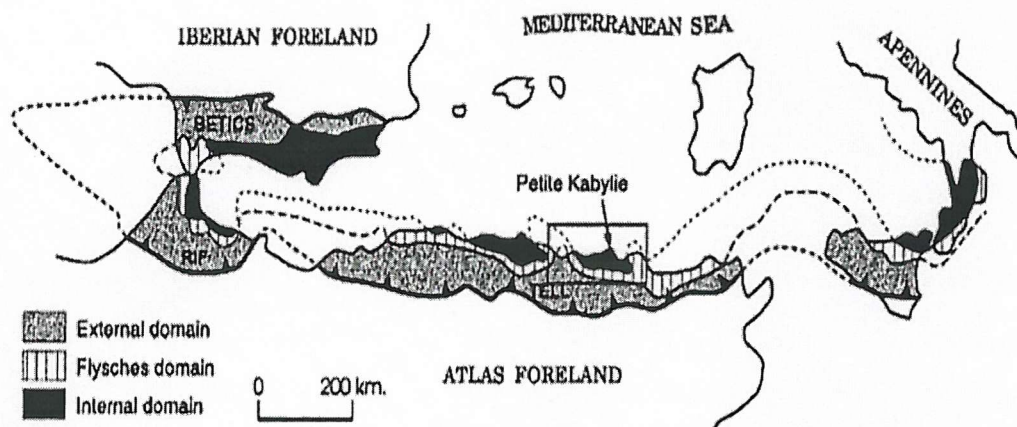 IBERIAN FORELAND
MEDITERRANEAN SEA
APENNINES
BETICS
Petite Kabylie
RIF
TELL
External domain
Flysches domain
Internal domain
0 200 km.
ATLAS FORELAND